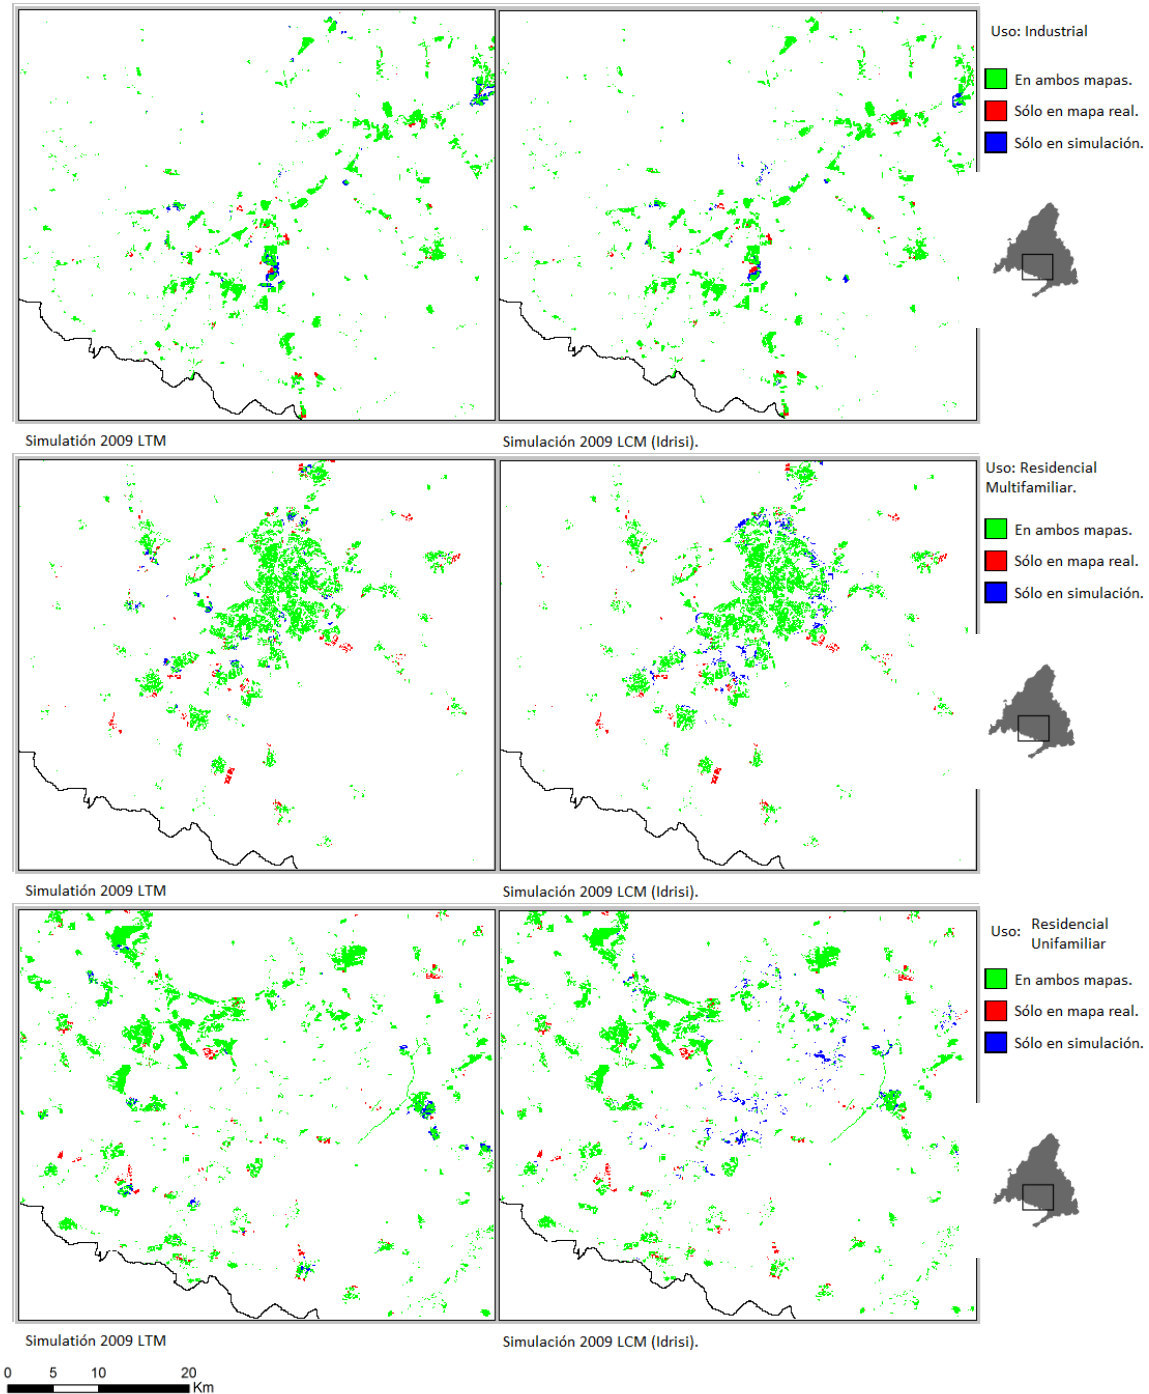 Uso: Industrial
En ambos mapas.
Sólo en mapa real.
Sólo en simulación.
Simulatión 2009 LTM
Simulación 2009 LCM (Idrisi).
Uso: Residencial
Multifamiliar.
En ambos mapas.
Sólo en mapa real.
Sólo en simulación.
Simulatión 2009 LTM
Simulación 2009 LCM (Idrisi).
Uso: Residencial
Unifamiliar
En ambos mapas.
Sólo en mapa real.
Sólo en simulación.
Simulatión 2009 LTM
Simulación 2009 LCM (Idrisi).
0 5 10 20
Km